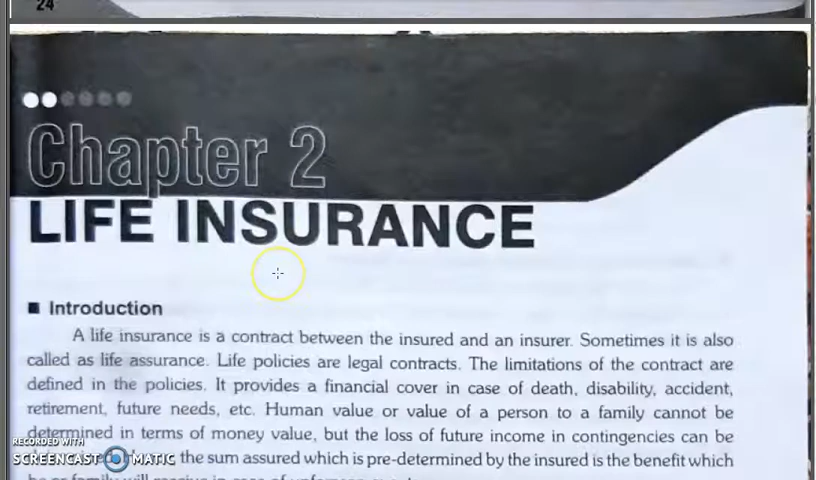 24
Chapter 2
LIFE INSURANCE
■ Introduction
A life insurance is a contract between the insured and an insurer. Sometimes it is also
called as life assurance. Life policies are legal contracts. The limitations of the contract are
defined in the policies. It provides a financial cover in case of death, disability, accident,
retirement, future needs, etc. Human value or value of a person to a family cannot be
determined in terms of money value, but the loss of future income in contingencies can be
the sum assured which is pre-determined by the insured is the benefit which
RECORDED WITH
SCREENCAST MATIC